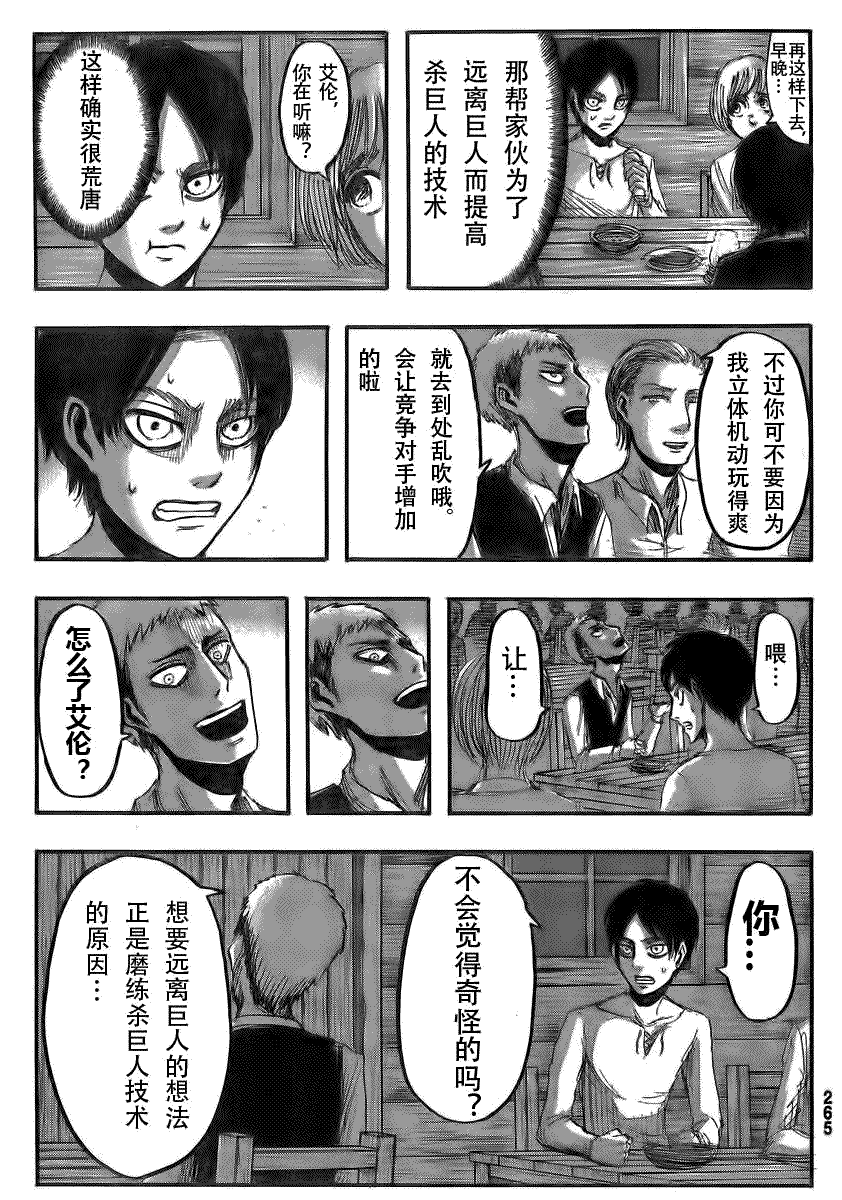 再这样下去,
早晚…
那帮家伙为了
远离巨人而提高
杀巨人的技术
艾伦,
你在听嘛?
这样确实很荒唐
不过你可不要因为
我立体机动玩得爽
就去到处乱吹哦。
会让竞争对手增加
的啦
喂…
让…
怎么了艾伦?
你…
不会觉得奇怪的吗?
想要远离巨人的想法
正是磨练杀巨人技术
的原因…
265